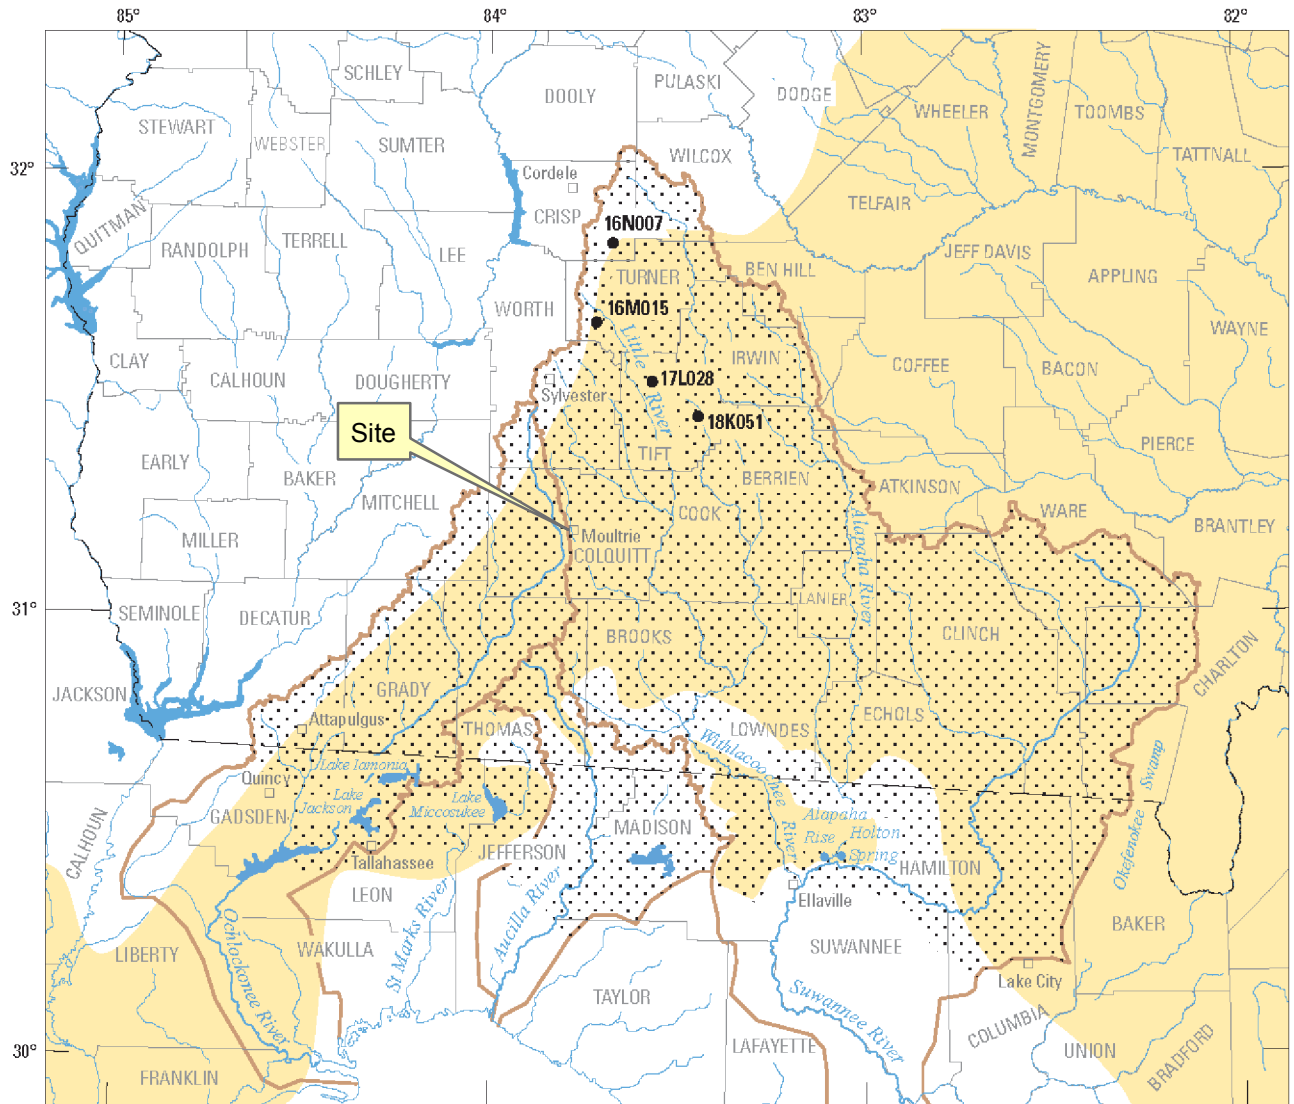 85°
84°
83°
82°
SCHLEY
DOOLY
PULASKI
DODGE
WHEELER
MONTGOMERY
TOOMBS
STEWART
WEBSTER
SUMTER
WILCOX
TATTNALL
32°
Cordele
QUITMAN
CRISP
TELFAIR
16N007
RANDOLPH
TERRELL
LEE
JEFF DAVIS
TURNER
BEN HILL
APPLING
WORTH
16M015
WAYNE
Little River
CLAY
IRWIN
COFFEE
BACON
CALHOUN
DOUGHERTY
17L028
Sylvester
18K051
Site
PIERCE
EARLY
TIFT
BAKER
BERRIEN
ATKINSON
MITCHELL
COOK
WARE
BRANTLEY
MILLER
Moultrie
COLQUITT
Alapaha River
31°
SEMINOLE
DECATUR
LANIER
BROOKS
CLINCH
CHARLTON
JACKSON
GRADY
Attapulgus
THOMAS
LOWNDES
ECHOLS
Withlacoochee River
Lake Iamonia
Quincy
Okefenokee Swamp
Lake Jackson
Lake Miccosukee
GADSDEN
CALHOUN
MADISON
Alapaha Rise
Holton Spring
Tallahassee
JEFFERSON
HAMILTON
LEON
Ellaville
St Marks River
Aucilla River
Ochlockonee River
BAKER
LIBERTY
WAKULLA
SUWANNEE
Lake City
TAYLOR
Suwannee River
COLUMBIA
30°
LAFAYETTE
UNION
BRADFORD
FRANKLIN